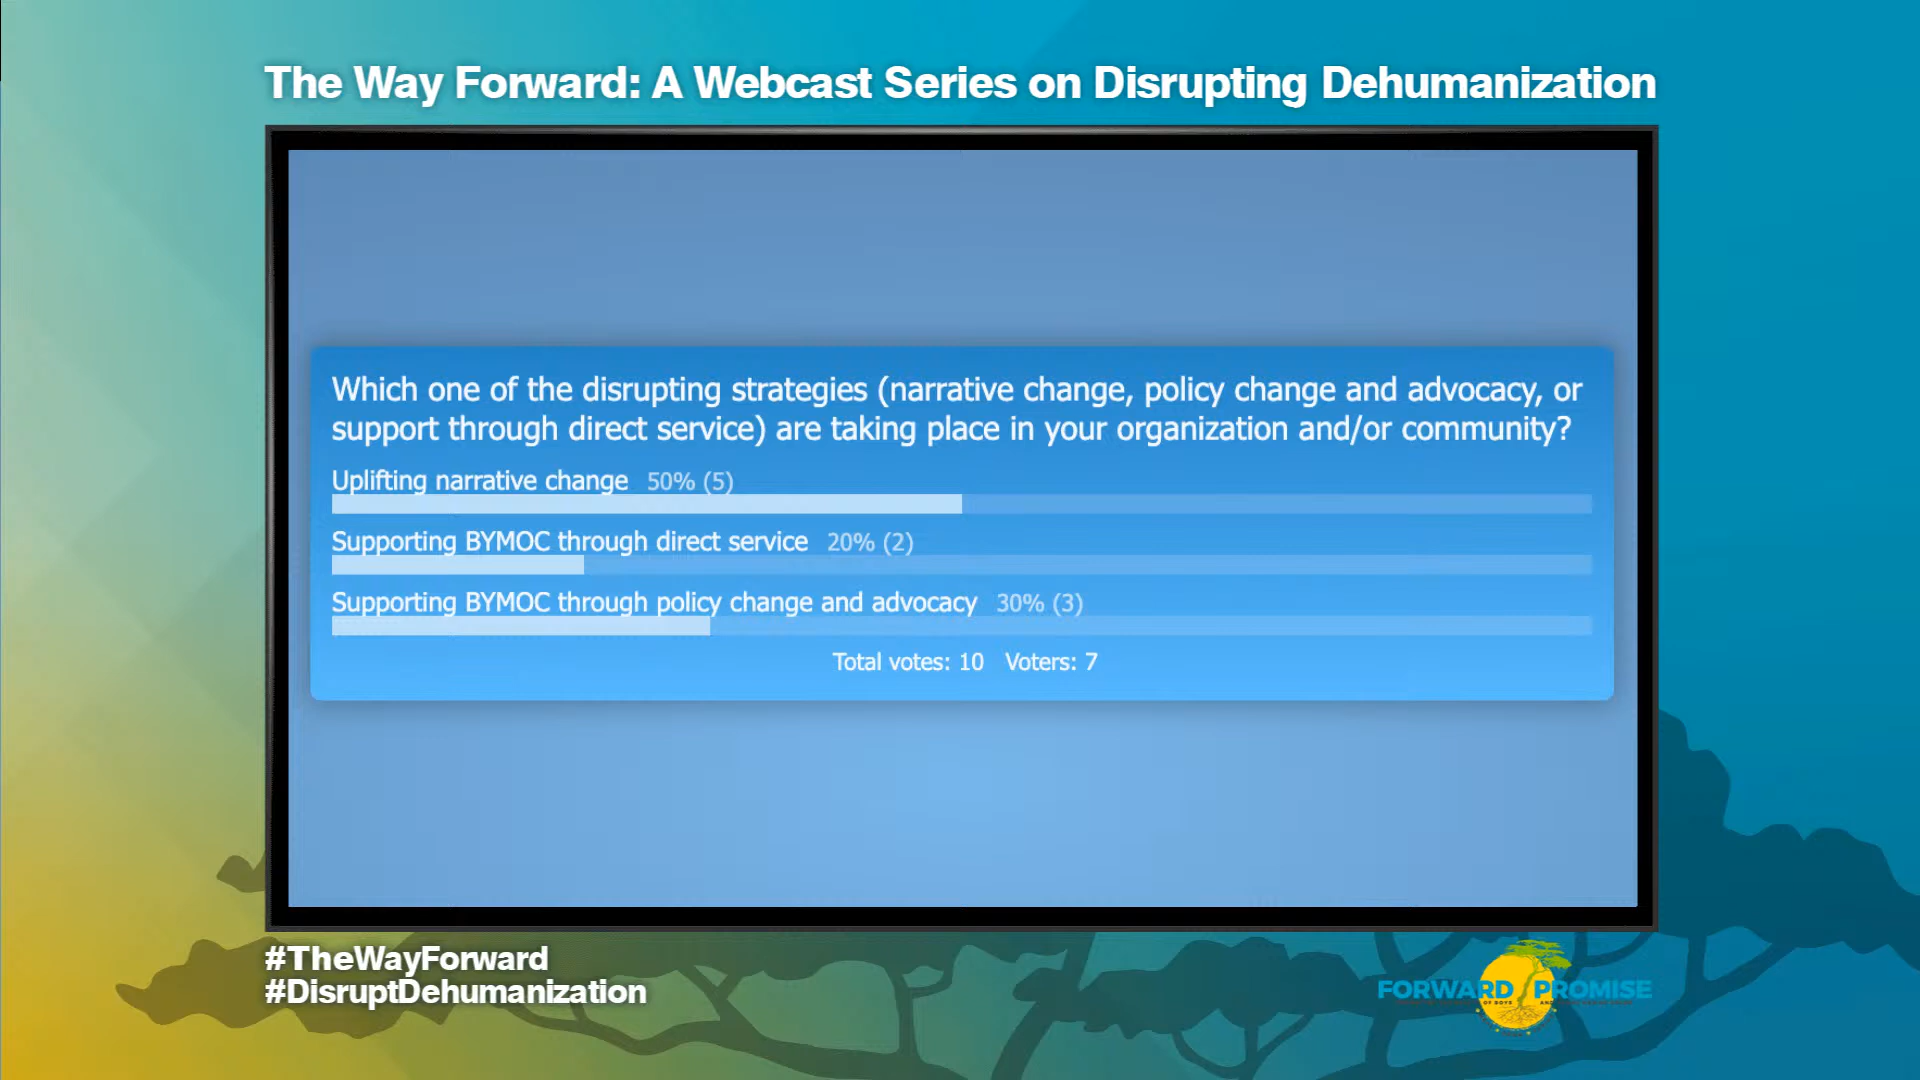 The Way Forward: A Webcast Series on Disrupting Dehumanization
Which one of the disrupting strategies (narrative change, policy change and advocacy, or
support through direct service) are taking place in your organization and/or community?
Uplifting narrative change 50% (5)
Supporting BYMOC through direct service 20% (2)
Supporting BYMOC through policy change and advocacy 30% (3)
Total votes: 10 Voters: 7
#TheWayForward
#DisruptDehumanization
FORWARD PROMISE